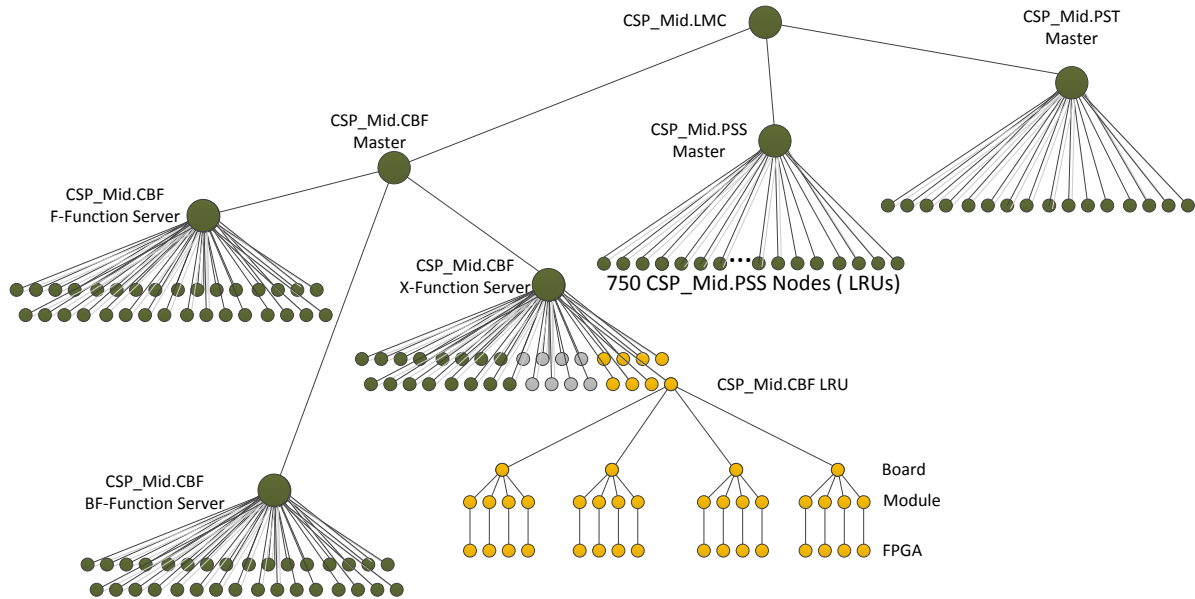 CSP_Mid.LMC
CSP_Mid.PST
Master
CSP_Mid.CBF
Master
CSP_Mid.PSS
Master
CSP_Mid.CBF
F-Function Server
CSP_Mid.CBF
X-Function Server
...
750 CSP_Mid.PSS Nodes ( LRUs)
CSP_Mid.CBF LRU
CSP_Mid.CBF
BF-Function Server
Board
Module
FPGA